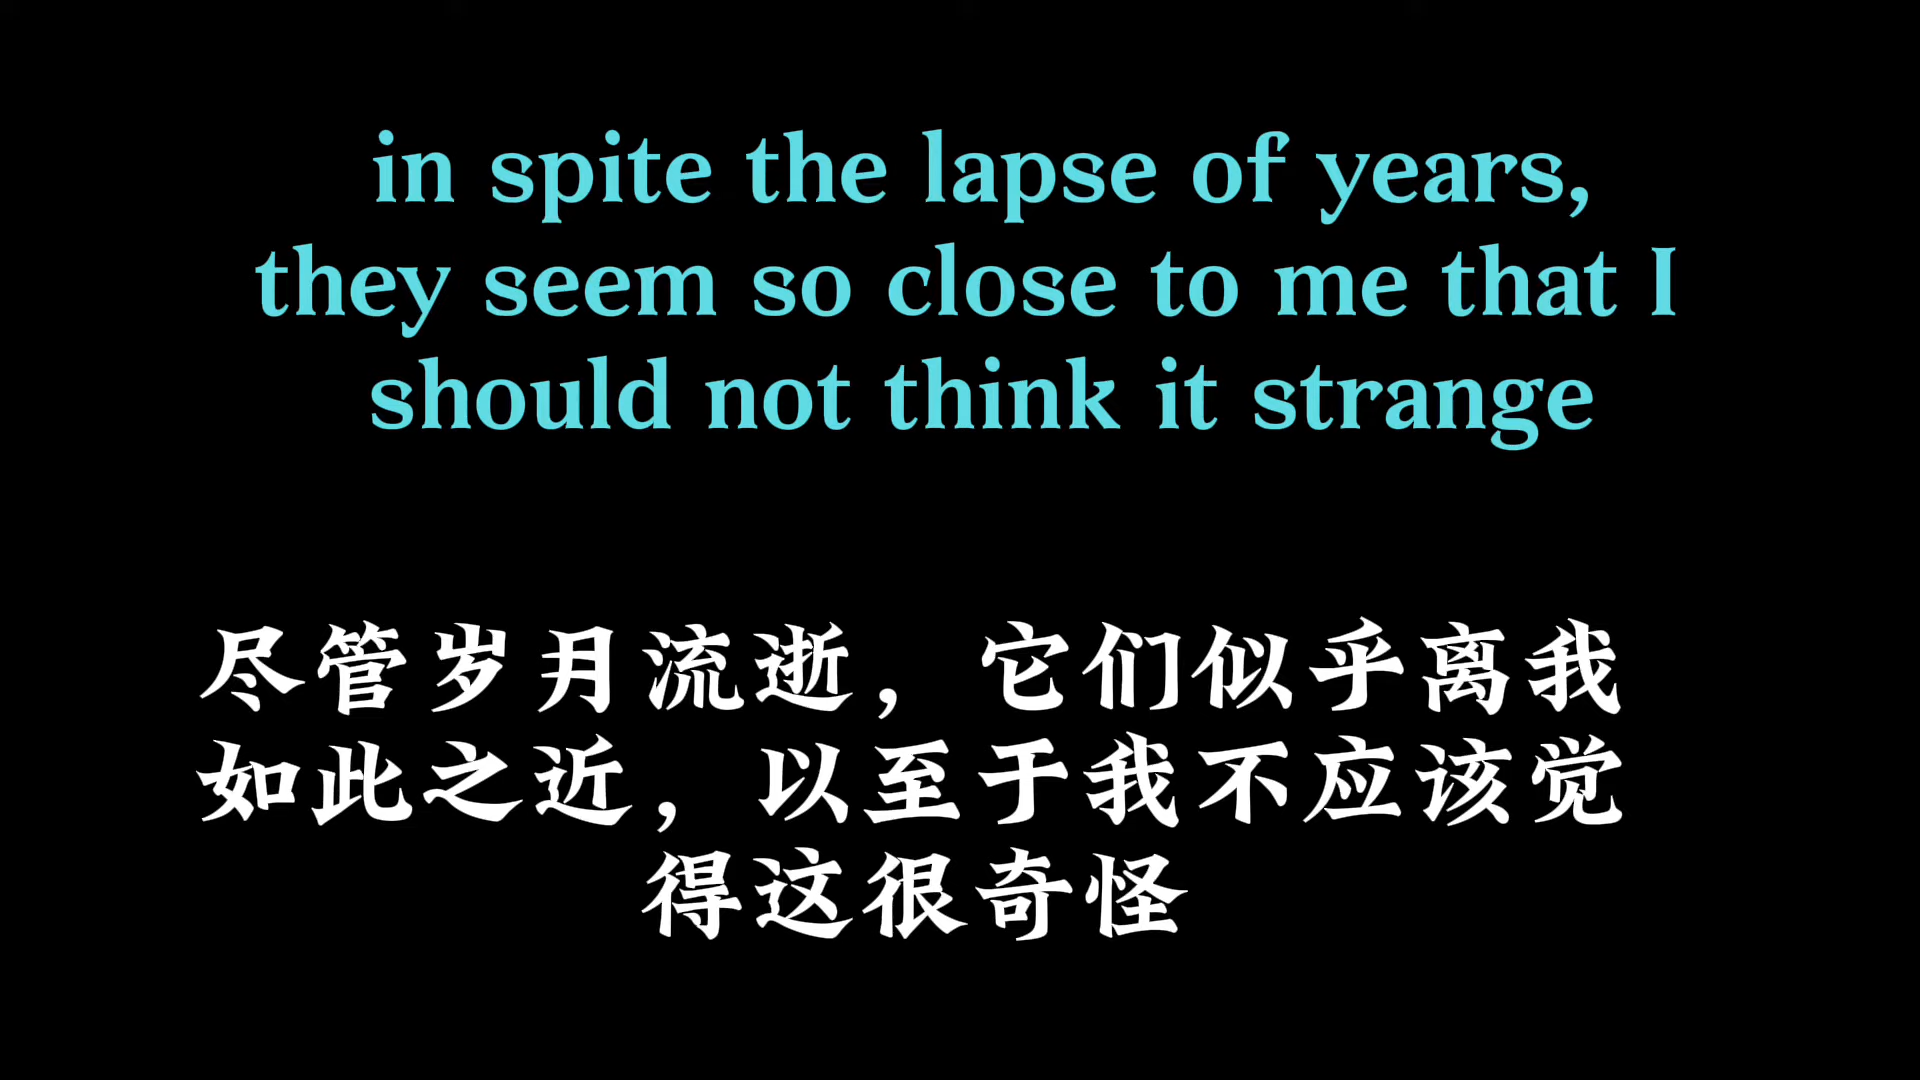 in spite the lapse of years,
they seem so close to me that I
should not think it strange
尽管岁月流逝，它们似乎离我
如此之近，以至于我不应该觉
得这很奇怪